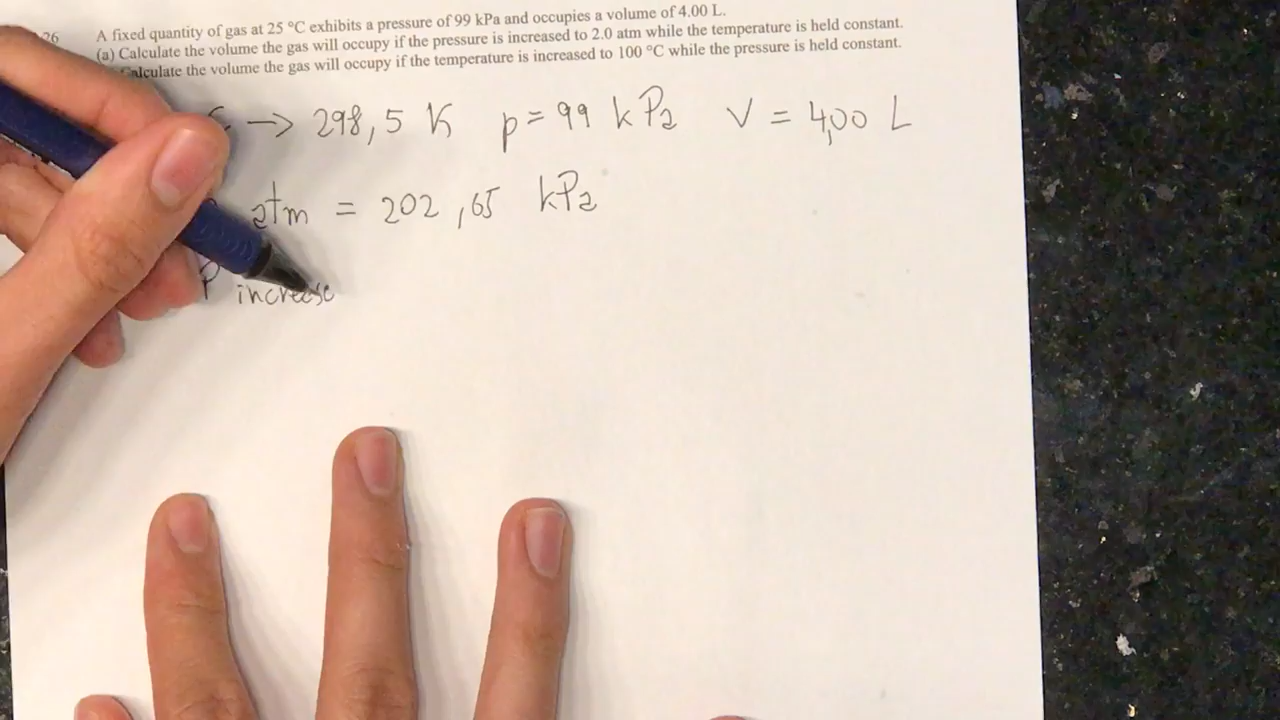 26 A fixed quantity of gas at 25 °C exhibits a pressure of 99 kPa and occupies a volume of 4.00 L.
(a) Calculate the volume the gas will occupy if the pressure is increased to 2.0 atm while the temperature is held constant.
Calculate the volume the gas will occupy if the temperature is increased to 100 °C while the pressure is held constant.
C → 298,5 K p = 99 kPa V = 4,00 L
atm = 202,65 kPa
P increase